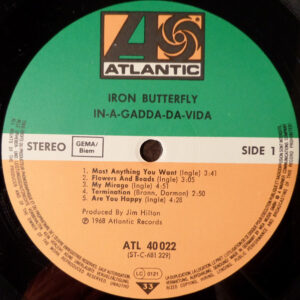 ATLANTIC
IRON BUTTERFLY
IN-A-GADDA-DA-VIDA
STEREO
GEMA/
Biem
SIDE 1
1. Most Anything You Want (Ingle) 3:41
2. Flowers And Beads (Ingle) 3:05
3. My Mirage (Ingle) 4:51
4. Termination (Brann, Dorman) 2:50
5. Are You Happy (Ingle) 4:28
Produced By Jim Hilton
Ⓟ 1968 Atlantic Records
ATL 40 022
(ST-C-681 329)
LC 0121
33